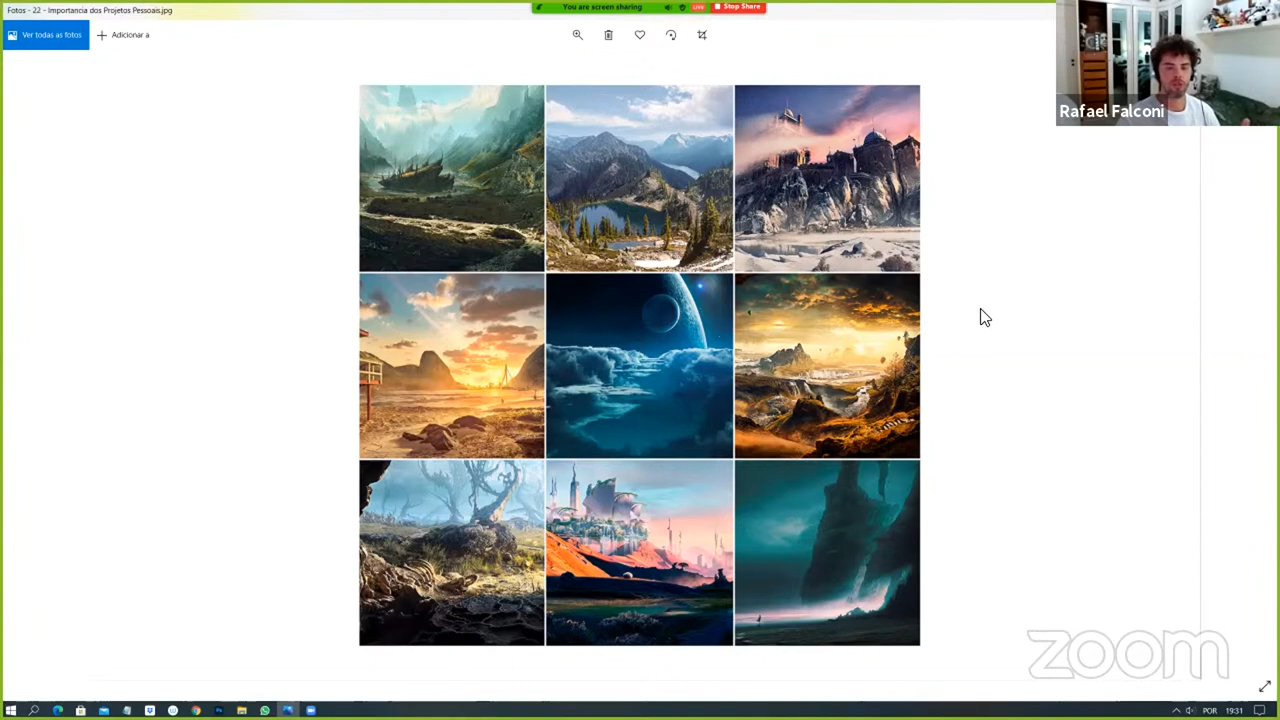 Fotos - 22 - Importancia dos Projetos Pessoais.jpg
You are screen sharing
LIVE
Stop Share
Ver todas as fotos
Adicionar a
Rafael Falconi
zoom
POR
19:31